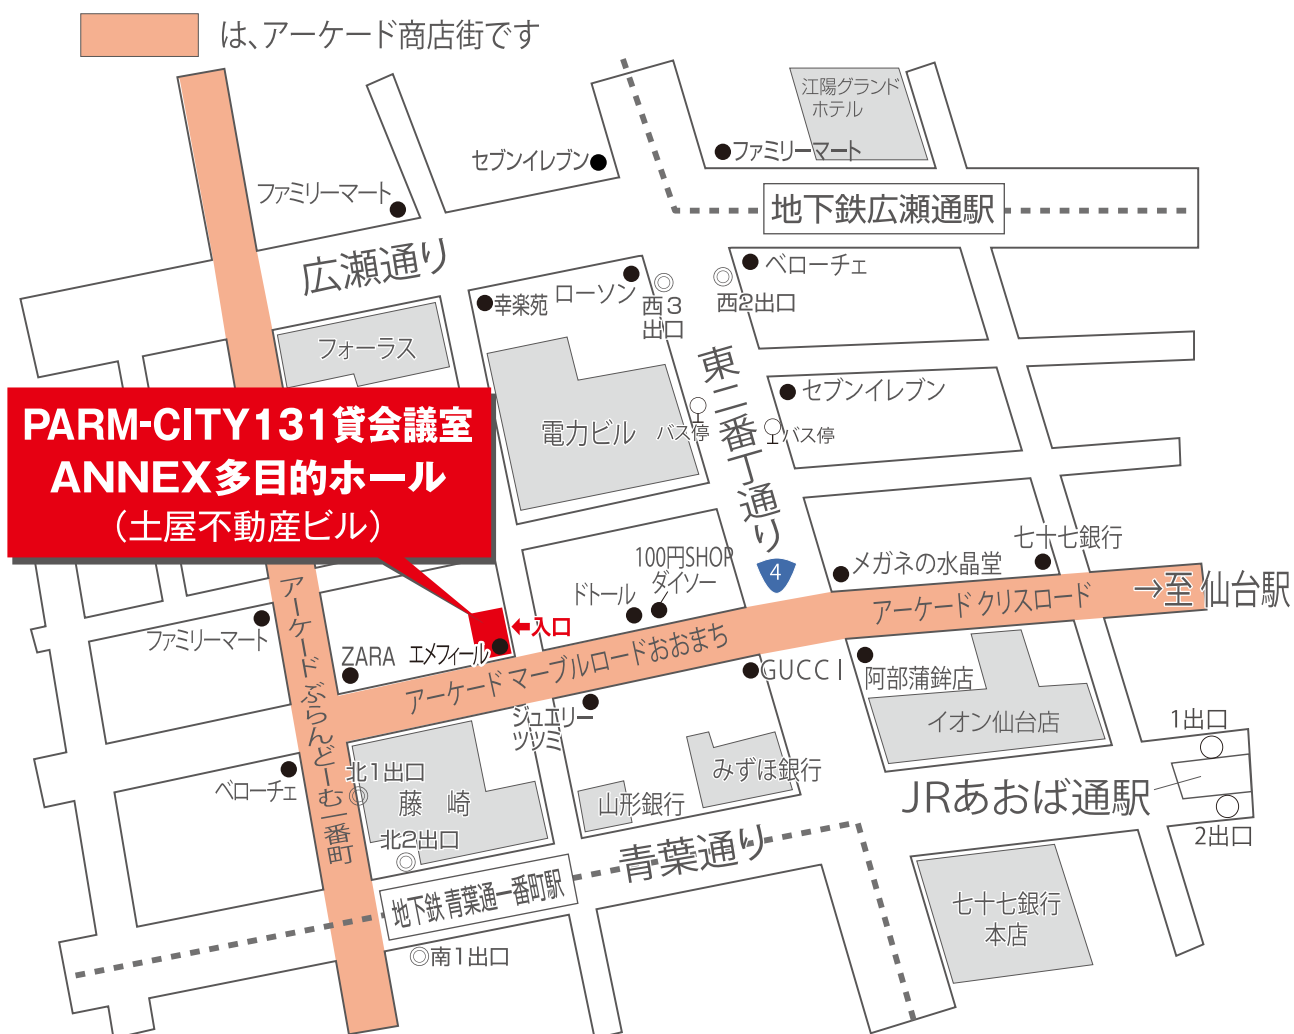 は、アーケード商店街です
江陽グランド
ホテル
セブンイレブン
ファミリーマート
ファミリーマート
地下鉄広瀬通駅
広瀬通り
ベローチェ
ローソン
幸楽苑
西3
出口
西2出口
フォーラス
東二番丁通り
セブンイレブン
電力ビル
バス停
バス停
PARM-CITY131貸会議室
ANNEX多目的ホール
(土屋不動産ビル)
七十七銀行
100円SHOP
ダイソー
メガネの水晶堂
4
ドトール
アーケード クリスロード
→至 仙台駅
ファミリーマート
←入口
ZARA
エメフィール
アーケード マーブルロードおおまち
GUCCI
阿部蒲鉾店
アーケード ぶらんどーむ一番町
ジュエリー
ツツミ
イオン仙台店
1出口
北1出口
ベローチェ
藤崎
みずほ銀行
山形銀行
JRあおば通駅
2出口
北2出口
青葉通り
地下鉄 青葉通一番町駅
七十七銀行
本店
南1出口